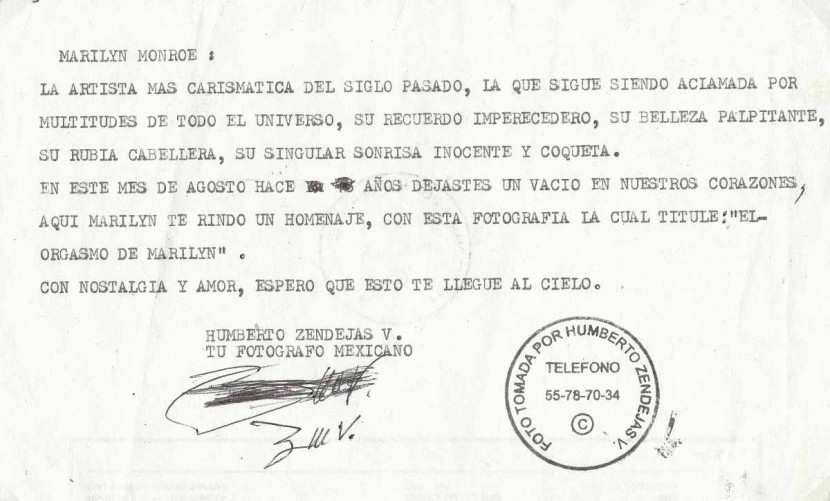 MARILYN MONROE :
LA ARTISTA MAS CARISMATICA DEL SIGLO PASADO, LA QUE SIGUE SIENDO ACLAMADA POR
MULTITUDES DE TODO EL UNIVERSO, SU RECUERDO IMPERECEDERO, SU BELLEZA PALPITANTE,
SU RUBIA CABELLERA, SU SINGULAR SONRISA INOCENTE Y COQUETA.
EN ESTE MES DE AGOSTO HACE AÑOS DEJASTES UN VACIO EN NUESTROS CORAZONES,
AQUI MARILYN TE RINDO UN HOMENAJE, CON ESTA FOTOGRAFIA LA CUAL TITULE:"EL-
ORGASMO DE MARILYN" .
CON NOSTALGIA Y AMOR, ESPERO QUE ESTO TE LLEGUE AL CIELO.
HUMBERTO ZENDEJAS V.
TU FOTOGRAFO MEXICANO
FOTO TOMADA POR HUMBERTO ZENDEJAS V.
TELEFONO
55-78-70-34
©